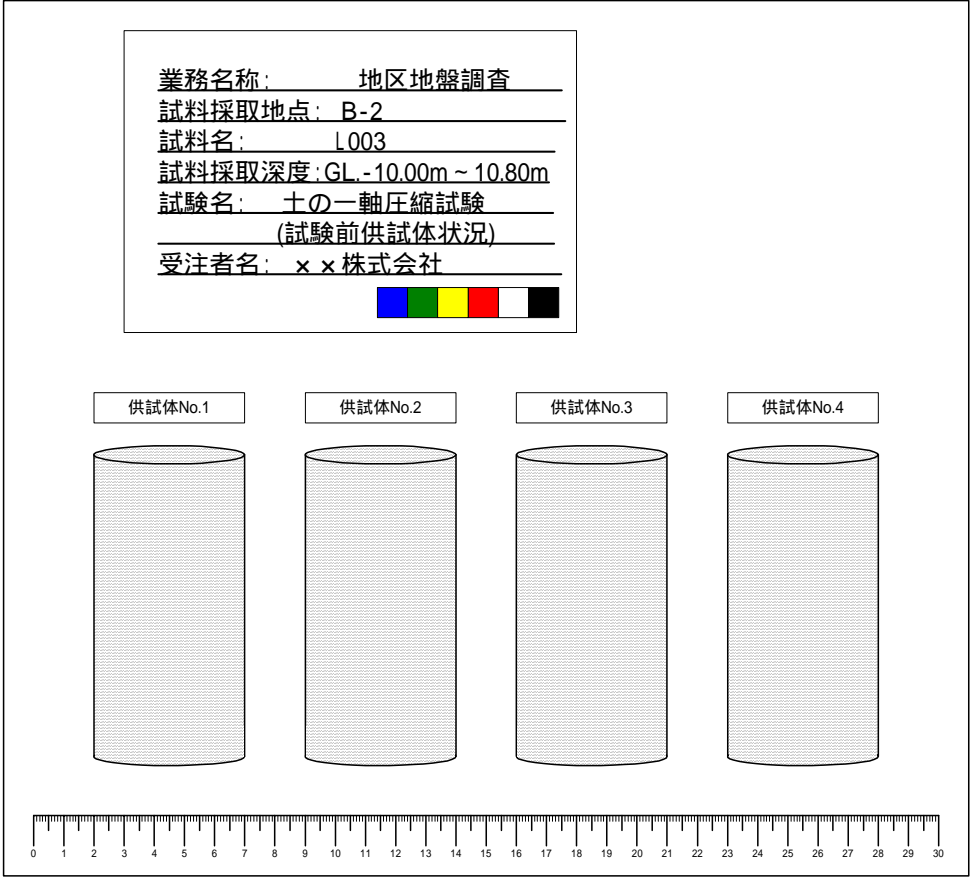 業務名称: 地区地盤調査
試料採取地点: B-2
試料名: L003
試料採取深度:GL.-10.00m~10.80m
試験名: 土の一軸圧縮試験
(試験前供試体状況)
受注者名: ××株式会社
供試体No.1 供試体No.2 供試体No.3 供試体No.4
0 1 2 3 4 5 6 7 8 9 10 11 12 13 14 15 16 17 18 19 20 21 22 23 24 25 26 27 28 29 30